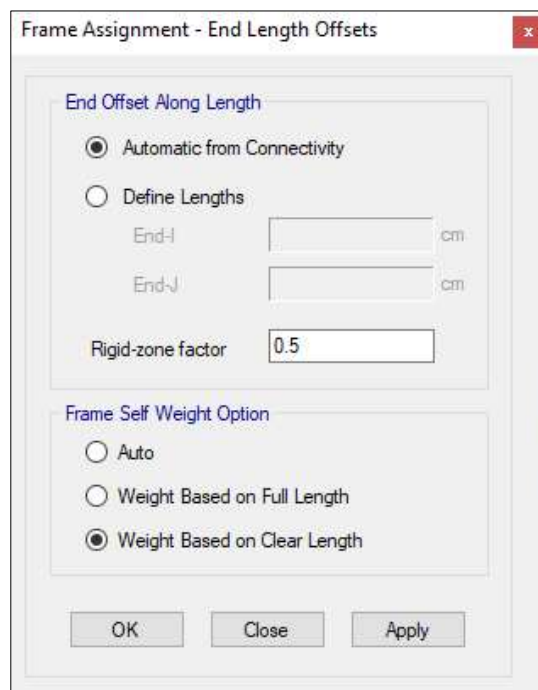 Frame Assignment - End Length Offsets
x
End Offset Along Length
Automatic from Connectivity
Define Lengths
End-I cm
End-J cm
Rigid-zone factor 0.5
Frame Self Weight Option
Auto
Weight Based on Full Length
Weight Based on Clear Length
OK Close Apply